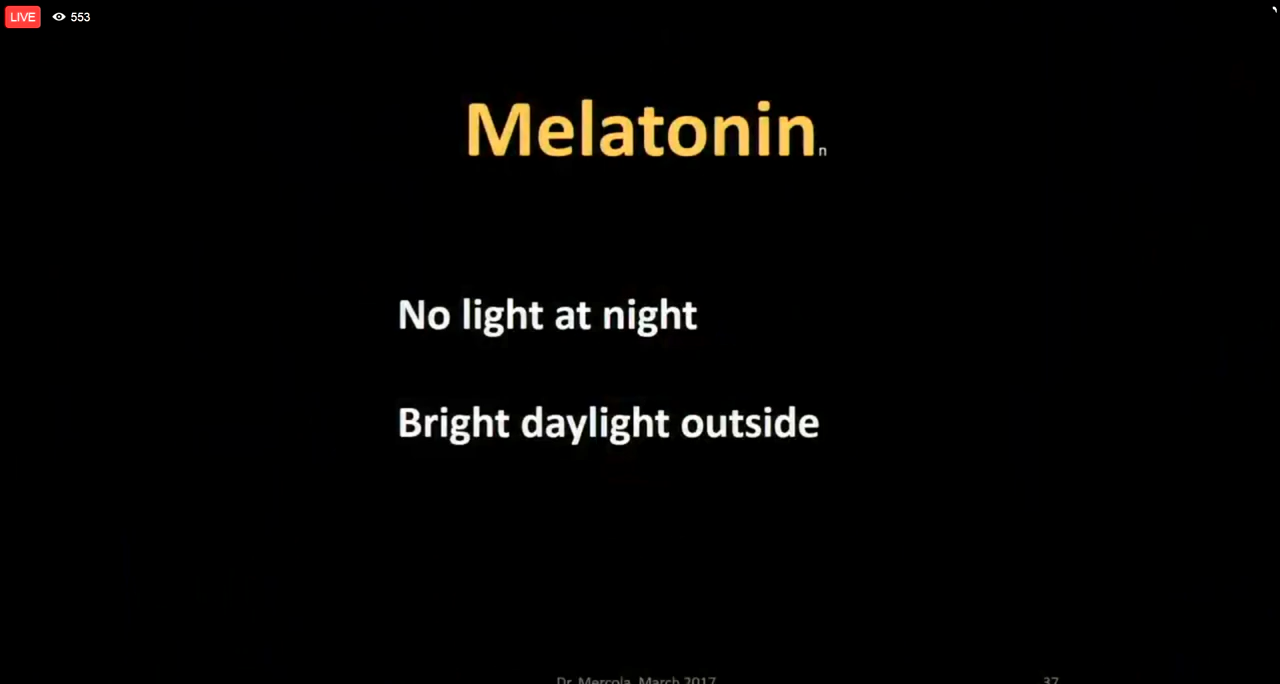 LIVE 553
Melatonin n
No light at night
Bright daylight outside
Dr. Mercola, March 2017 37